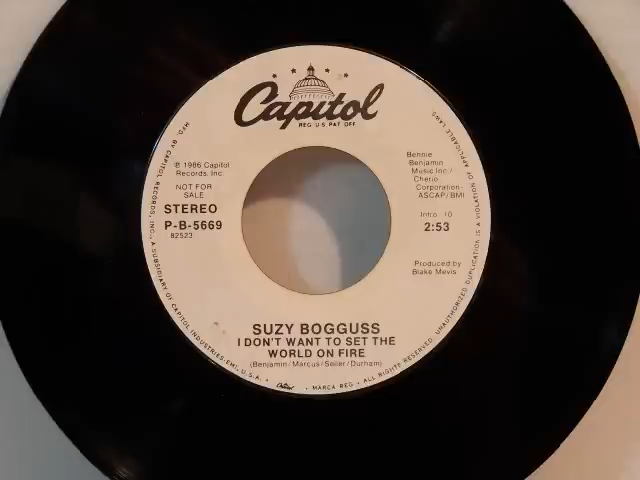 Capitol
REG. U.S. PAT. OFF.
℗ 1986 Capitol
Records, Inc.
NOT FOR
SALE
STEREO
P-B-5669
82523
Bennie
Benjamin
Music Inc./
Cherio
Corporation-
ASCAP/BMI
Intro :10
2:53
Produced by
Blake Mevis
SUZY BOGGUSS
I DON'T WANT TO SET THE
WORLD ON FIRE
(Benjamin/Marcus/Seiler/Durham)
MFG. BY CAPITOL RECORDS, INC., A SUBSIDIARY OF CAPITOL INDUSTRIES-EMI, U.S.A. • Capitol • MARCA REG. • ALL RIGHTS RESERVED. UNAUTHORIZED DUPLICATION IS A VIOLATION OF APPLICABLE LAWS.